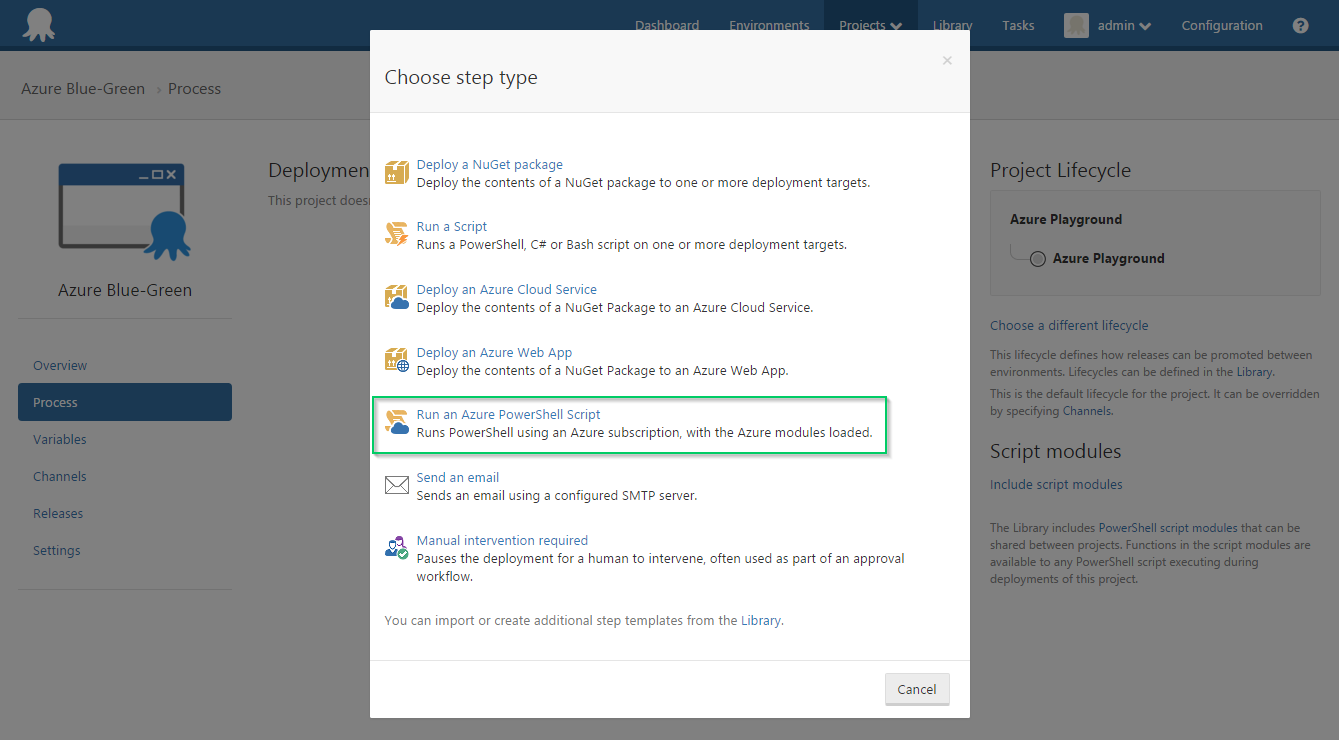 Dashboard Environments Projects Library Tasks admin Configuration ?
Azure Blue-Green › Process
Choose step type
×
Azure Blue-Green
Overview
Process
Variables
Channels
Releases
Settings
Deploymen
This project does
Deploy a NuGet package
Deploy the contents of a NuGet package to one or more deployment targets.
Run a Script
Runs a PowerShell, C# or Bash script on one or more deployment targets.
Deploy an Azure Cloud Service
Deploy the contents of a NuGet Package to an Azure Cloud Service.
Deploy an Azure Web App
Deploy the contents of a NuGet Package to an Azure Web App.
Run an Azure PowerShell Script
Runs PowerShell using an Azure subscription, with the Azure modules loaded.
Send an email
Sends an email using a configured SMTP server.
Manual intervention required
Pauses the deployment for a human to intervene, often used as part of an approval
workflow.
You can import or create additional step templates from the Library.
Cancel
Project Lifecycle
Azure Playground
Azure Playground
Choose a different lifecycle
This lifecycle defines how releases can be promoted between
environments. Lifecycles can be defined in the Library.
This is the default lifecycle for the project. It can be overridden
by specifying Channels.
Script modules
Include script modules
The Library includes PowerShell script modules that can be
shared between projects. Functions in the script modules are
available to any PowerShell script executing during
deployments of this project.